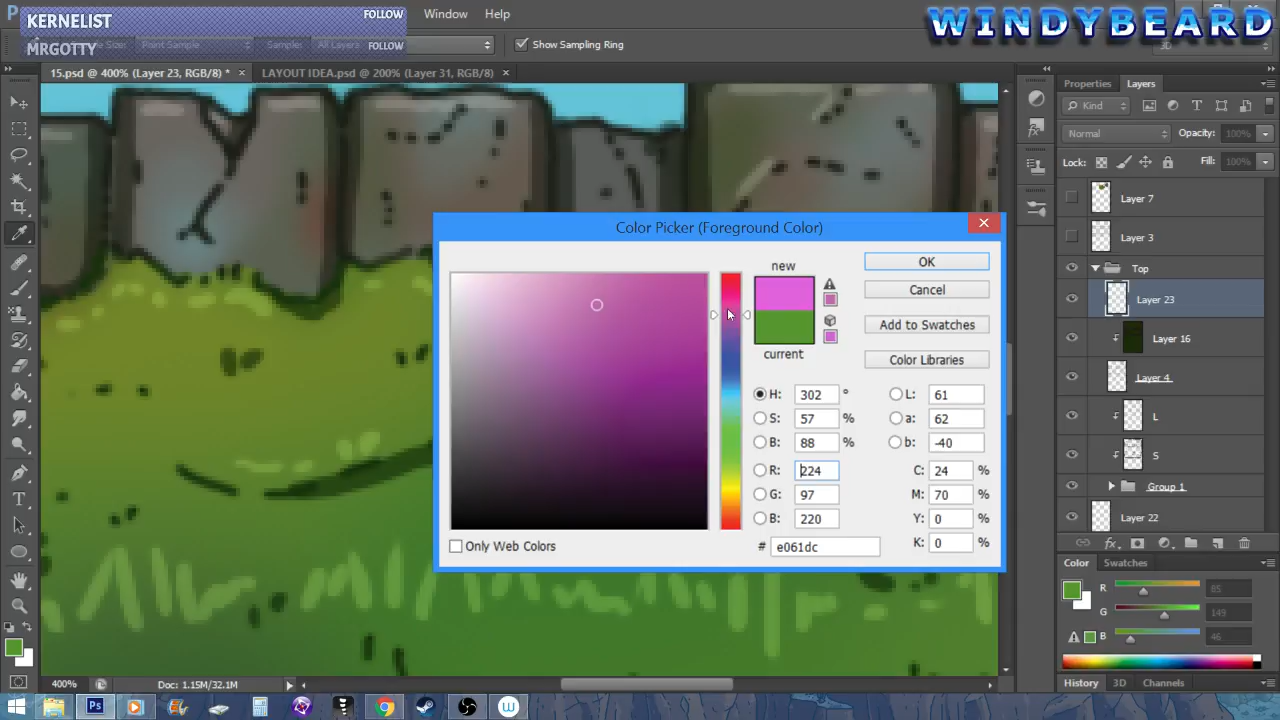 KERNELIST FOLLOW
MRGOTTY FOLLOW
Window Help
WINDYBEARD
Point Sample
All Layers
Show Sampling Ring
15.psd @ 400% (Layer 23, RGB/8) *
LAYOUT IDEA.psd @ 200% (Layer 31, RGB/8)
Properties Layers
Kind
Normal Opacity: 100%
Lock: Fill: 100%
Layer 7
Layer 3
Top
Layer 23
Layer 16
Layer 4
L
S
Group 1
Layer 22
Color Picker (Foreground Color)
new
current
OK
Cancel
Add to Swatches
Color Libraries
H: 302 ° L: 61
S: 57 % a: 62
B: 88 % b: -40
R: 224 C: 24 %
G: 97 M: 70 %
B: 220 Y: 0 %
# e061dc K: 0 %
Only Web Colors
Color Swatches
R 85
G 149
B 46
400% Doc: 1.15M/32.1M
History 3D Channels